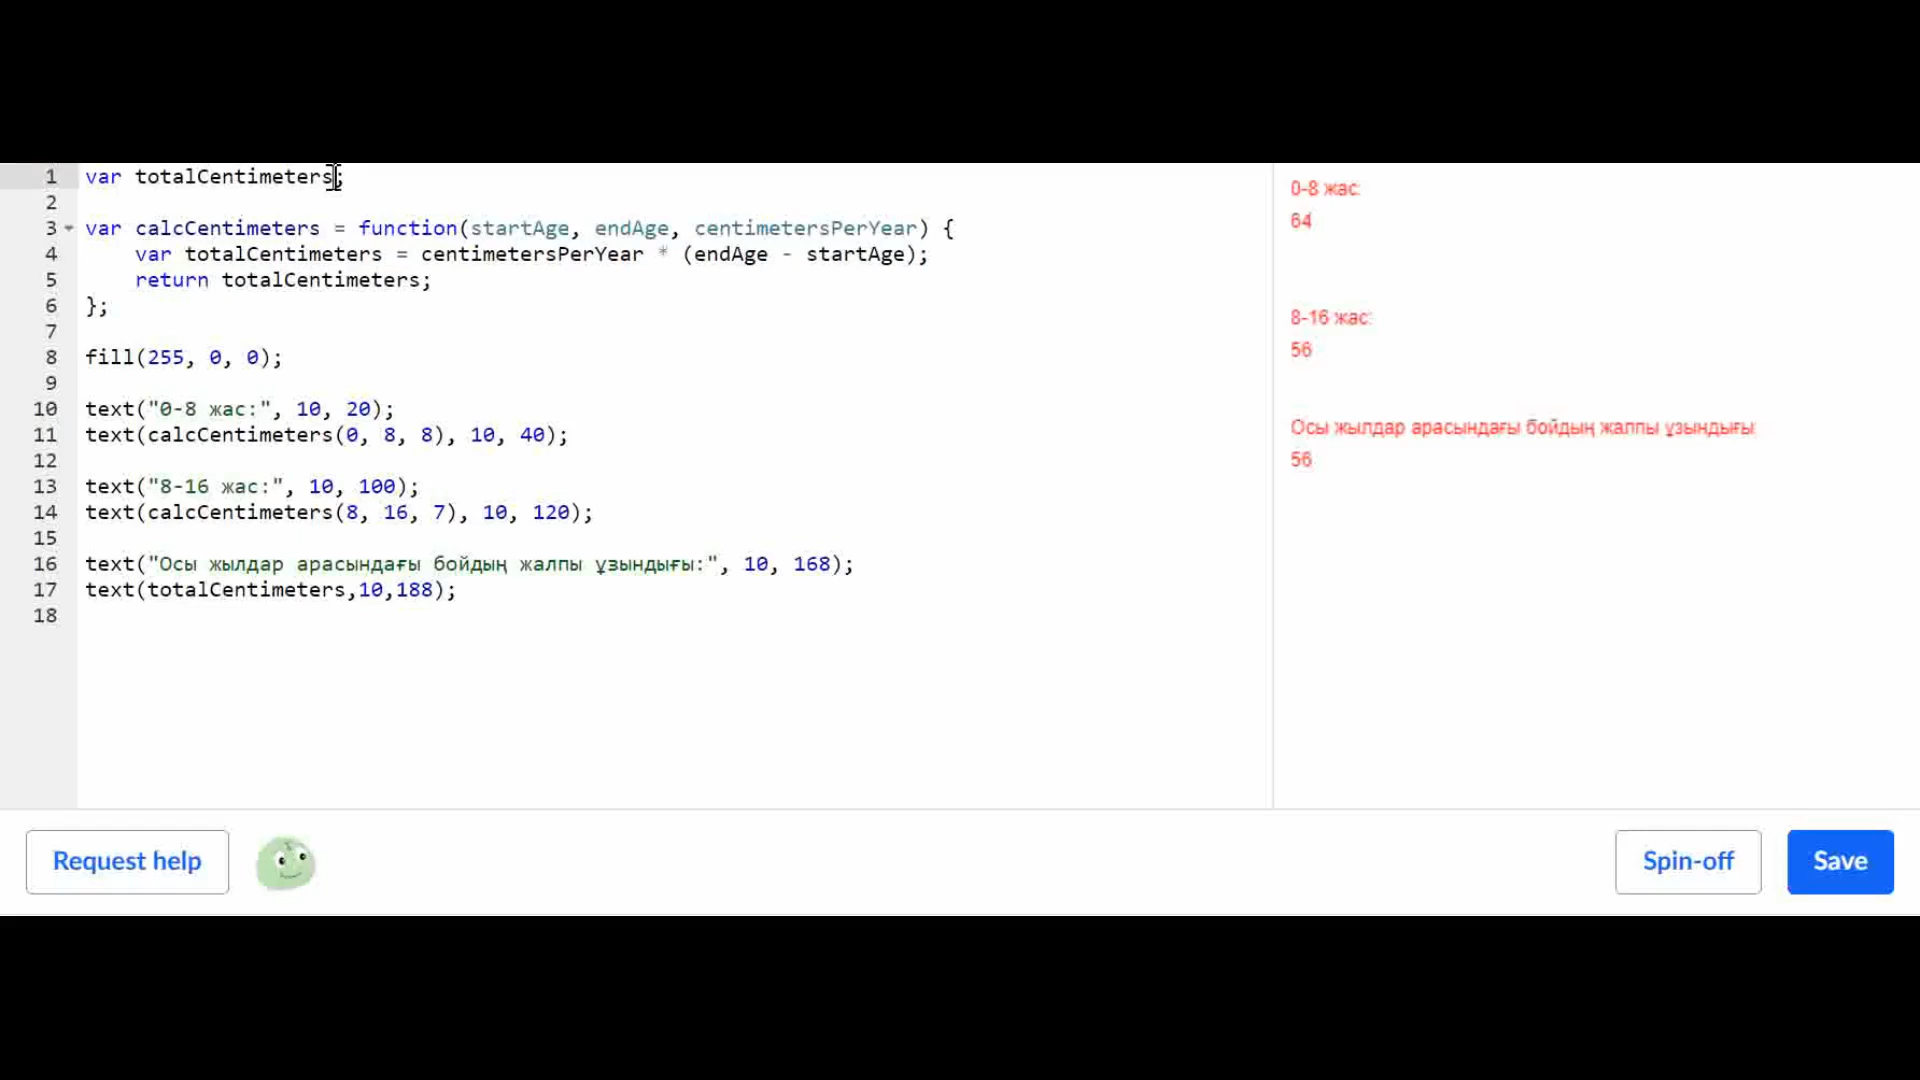 1 var totalCentimeters;
2
3 var calcCentimeters = function(startAge, endAge, centimetersPerYear) {
4 var totalCentimeters = centimetersPerYear * (endAge - startAge);
5 return totalCentimeters;
6 };
7
8 fill(255, 0, 0);
9
10 text("0-8 жас:", 10, 20);
11 text(calcCentimeters(0, 8, 8), 10, 40);
12
13 text("8-16 жас:", 10, 100);
14 text(calcCentimeters(8, 16, 7), 10, 120);
15
16 text("Осы жылдар арасындағы бойдың жалпы ұзындығы:", 10, 168);
17 text(totalCentimeters,10,188);
18
0-8 жас:
64
8-16 жас:
56
Осы жылдар арасындағы бойдың жалпы ұзындығы
56
Request help
Spin-off
Save